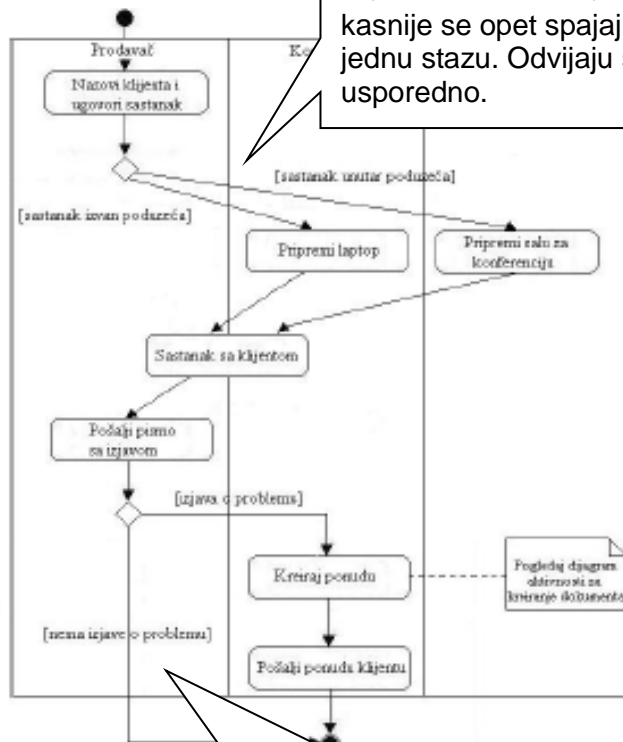 kasnije se opet spajaj
jednu stazu. Odvijaju
usporedno.
Prodavač
Nazovi klijenta i
ugovori sastanak
[sastanak unutar poduzeća]
[sastanak izvan poduzeća]
Pripremi laptop
Pripremi salu za
konferenciju
Sastanak sa klijentom
Pošalji pismo
sa izjavom
[izjava o problemu]
Kreiraj ponudu
Pogledaj dijagram
aktivnosti za
kreiranje dokumenta
[nema izjave o problemu]
Pošalji ponudu klijentu